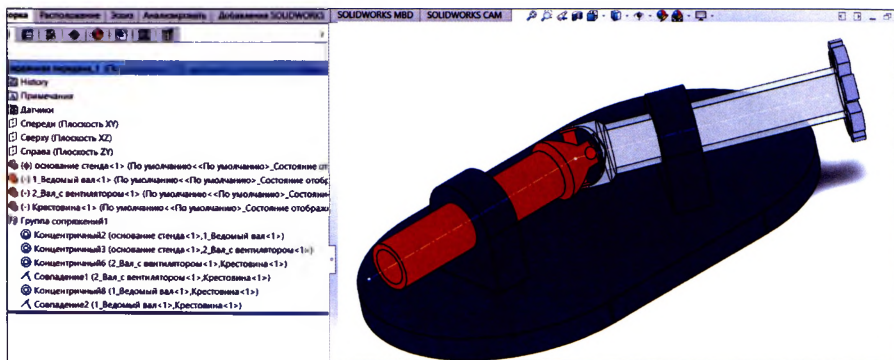 орка Расположение Эскиз Анализировать Добавления SOLIDWORKS SOLIDWORKS MBD SOLIDWORKS CAM
History
Примечания
Датчики
Спереди (Плоскость XY)
Сверху (Плоскость XZ)
Справа (Плоскость ZY)
(ф) основание стенда<1> (По умолчанию<<По умолчанию>_Состояние от
(-) 1_Ведомый вал<1> (По умолчанию<<По умолчанию>_Состояние отобр
(-) 2_Вал_с вентилятором<1> (По умолчанию<<По умолчанию>_Состояни
(-) Крестовина<1> (По умолчанию<<По умолчанию>_Состояние отображ
Группа сопряжений1
Концентричный2 (основание стенда<1>,1_Ведомый вал<1>)
Концентричный3 (основание стенда<1>,2_Вал_с вентилятором<1>)
Концентричный6 (2_Вал_с вентилятором<1>,Крестовина<1>)
Совпадение1 (2_Вал_с вентилятором<1>,Крестовина<1>)
Концентричный8 (1_Ведомый вал<1>,Крестовина<1>)
Совпадение2 (1_Ведомый вал<1>,Крестовина<1>)